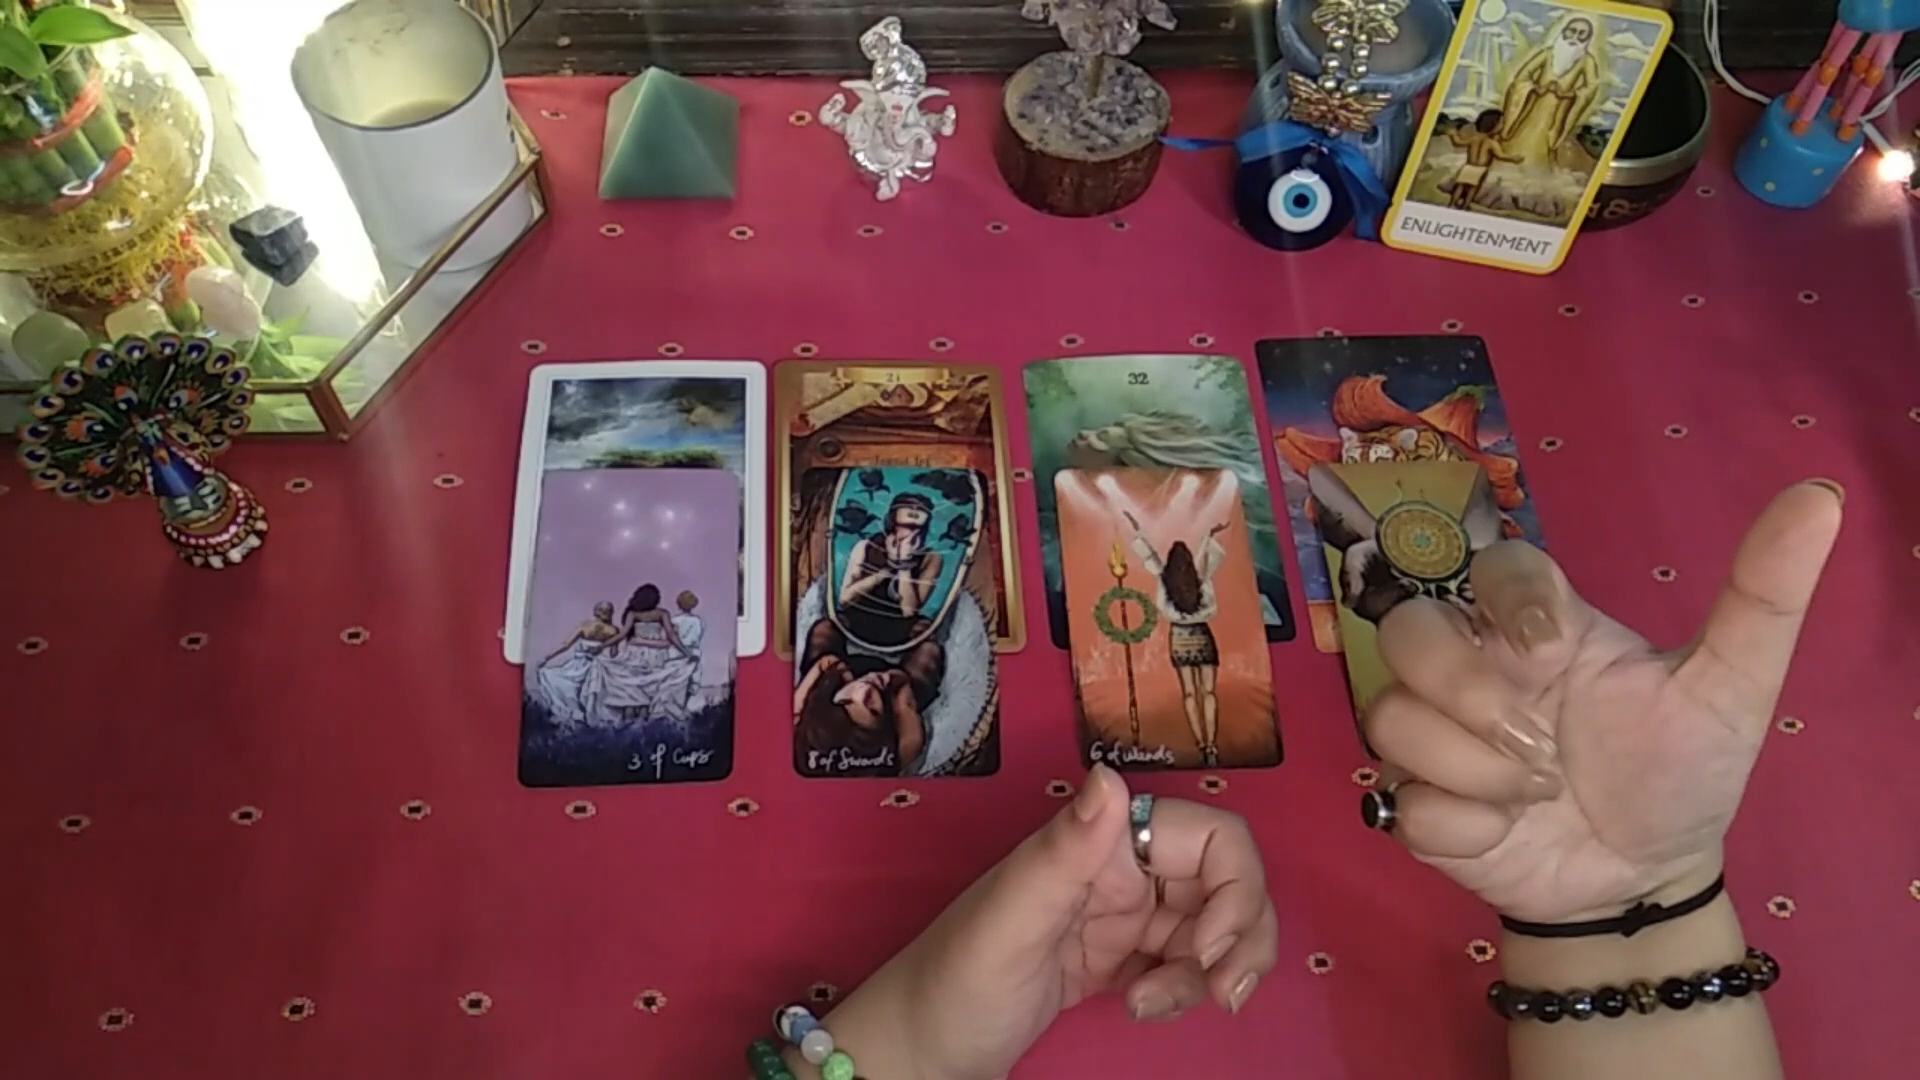 ENLIGHTENMENT
21
32
3 of Cups
8 of Swords
6 of wands